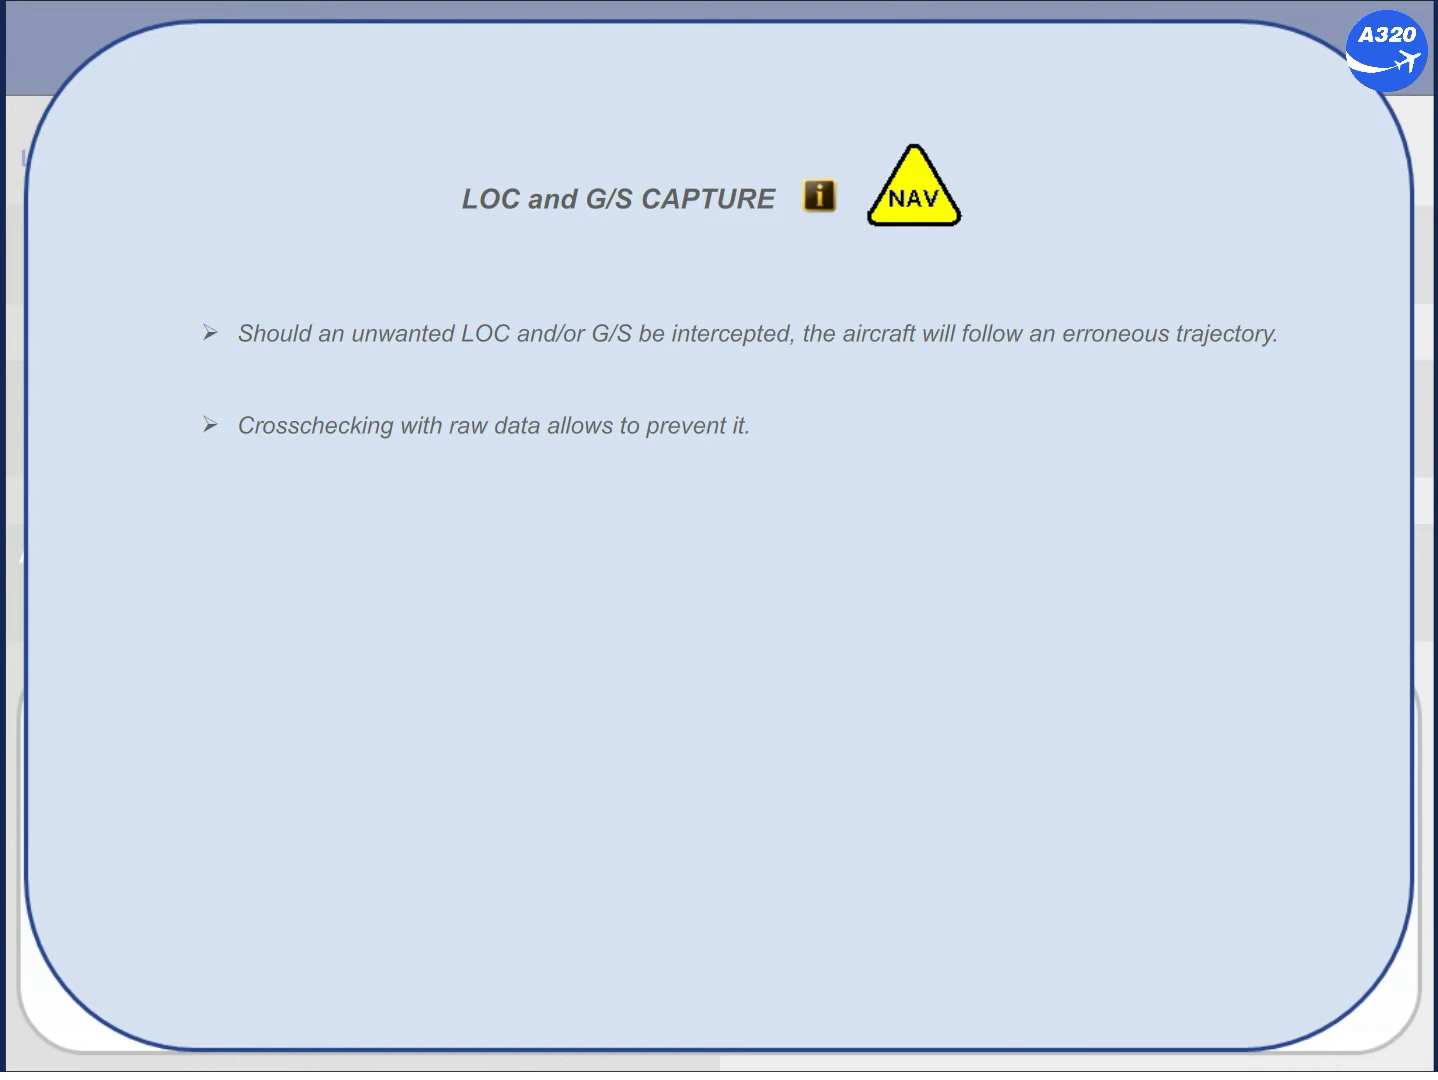 A320
LOC and G/S CAPTURE
i
NAV
Should an unwanted LOC and/or G/S be intercepted, the aircraft will follow an erroneous trajectory.
Crosschecking with raw data allows to prevent it.